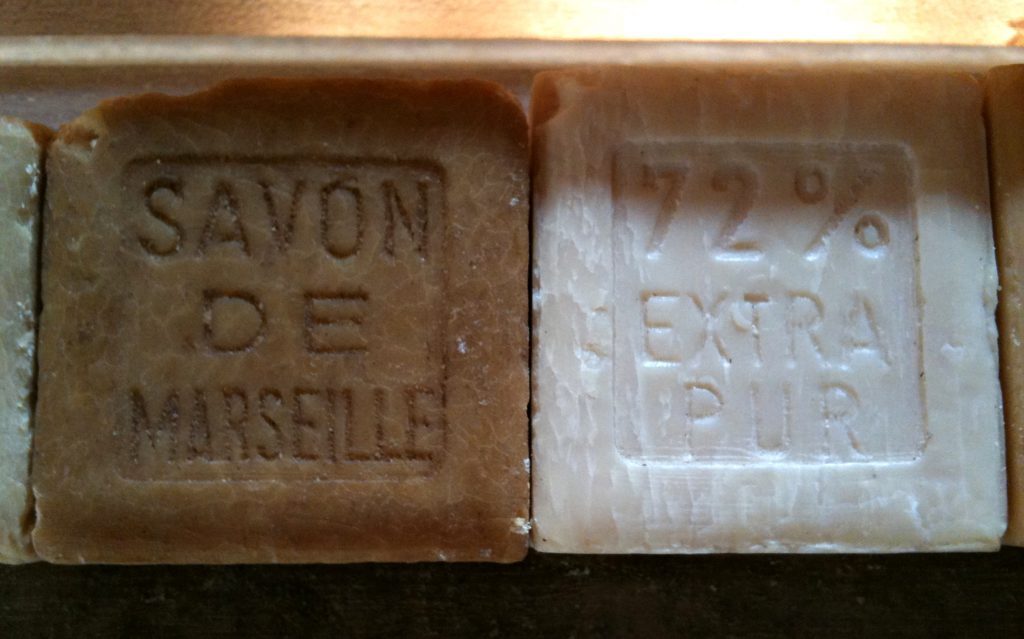 SAVON
DE
MARSEILLE
72%
EXTRA
PUR